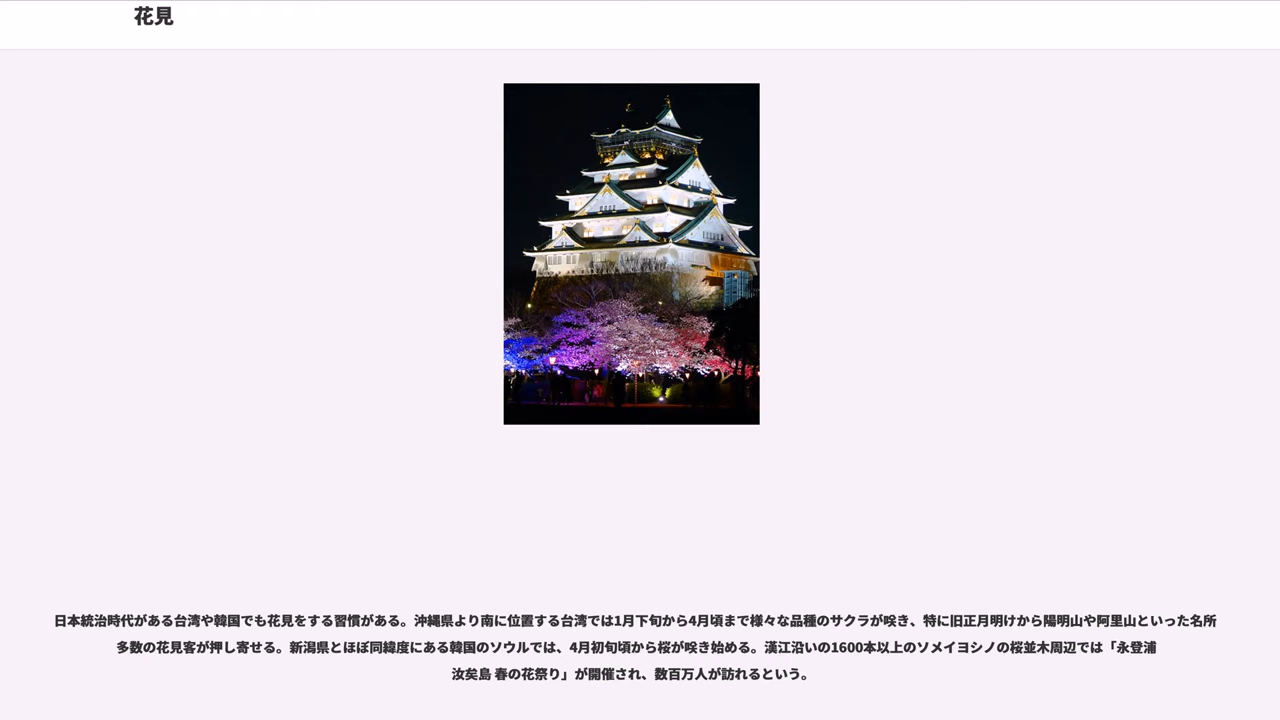 花見
日本統治時代がある台湾や韓国でも花見をする習慣がある。沖縄県より南に位置する台湾では1月下旬から4月頃まで様々な品種のサクラが咲き、特に旧正月明けから陽明山や阿里山といった名所
多数の花見客が押し寄せる。新潟県とほぼ同緯度にある韓国のソウルでは、4月初旬頃から桜が咲き始める。漢江沿いの1600本以上のソメイヨシノの桜並木周辺では「永登浦
汝矣島 春の花祭り」が開催され、数百万人が訪れるという。